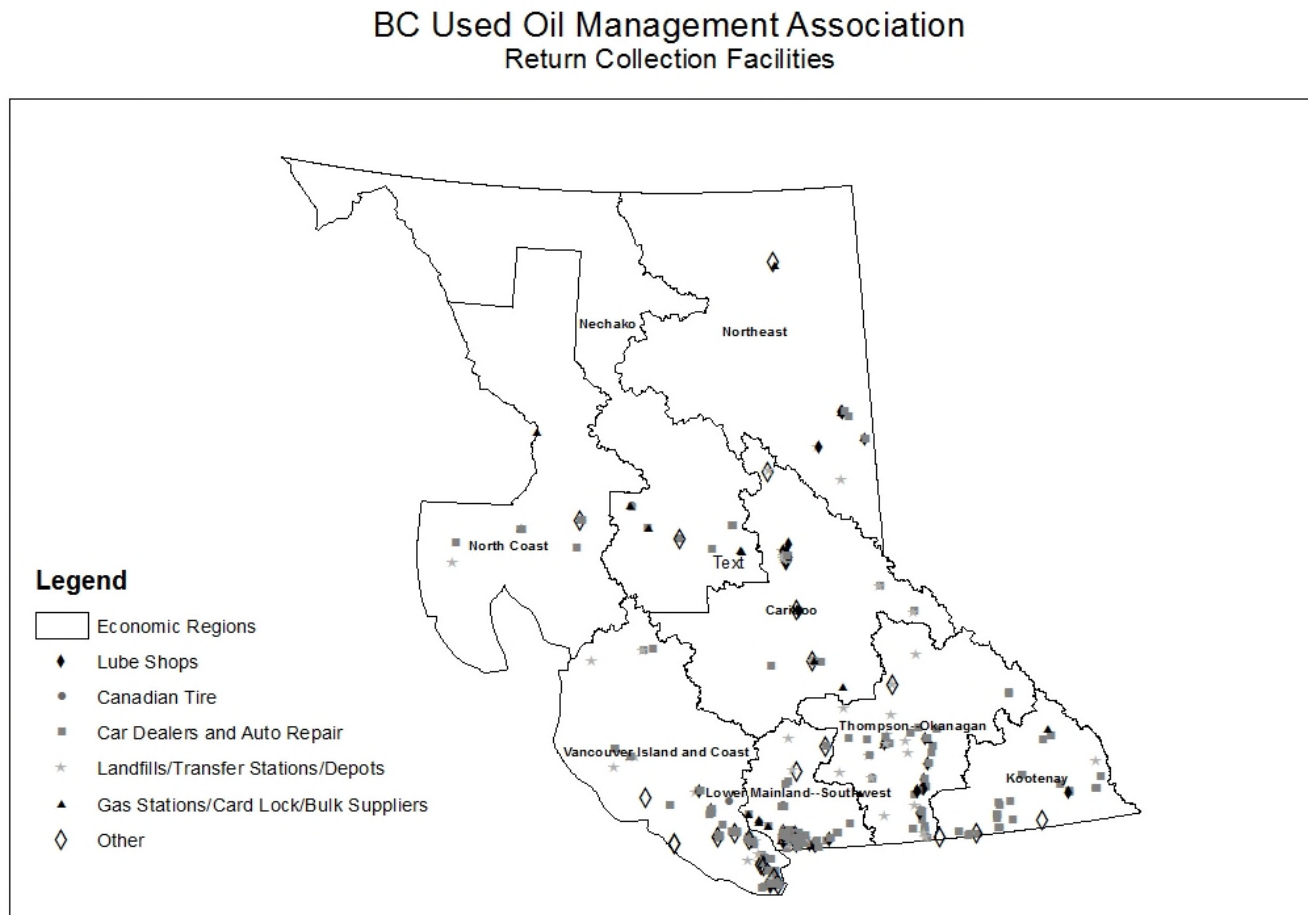 BC Used Oil Management Association
Return Collection Facilities
Nechako
Northeast
North Coast
Text
Cariboo
Thompson--Okanagan
Vancouver Island and Coast
Kootenay
Lower Mainland--Southwest
Legend
Economic Regions
Lube Shops
Canadian Tire
Car Dealers and Auto Repair
Landfills/Transfer Stations/Depots
Gas Stations/Card Lock/Bulk Suppliers
Other